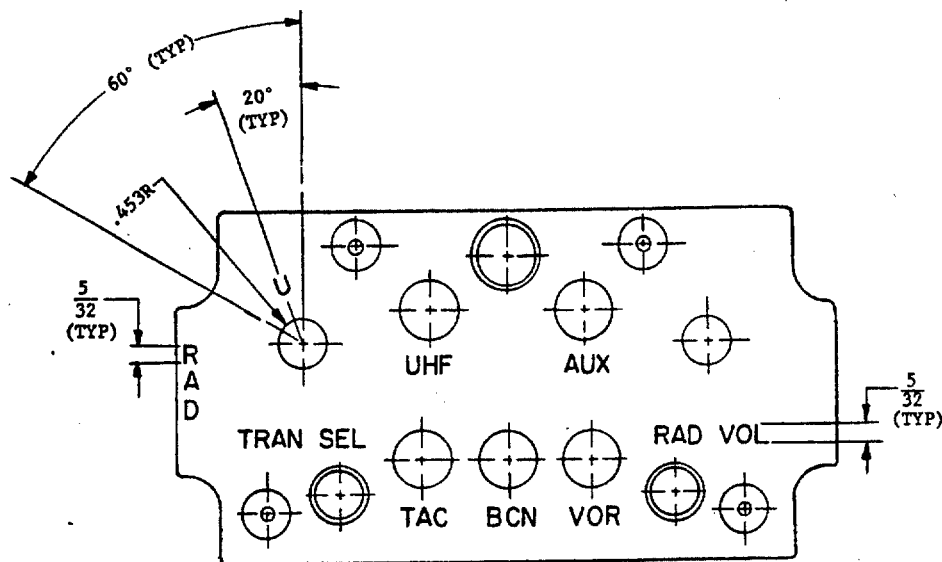 60° (TYP)
20°
(TYP)
.453R
U
5
32
(TYP)
R
A
D
UHF
AUX
5
32
(TYP)
TRAN SEL
RAD VOL
TAC
BCN
VOR